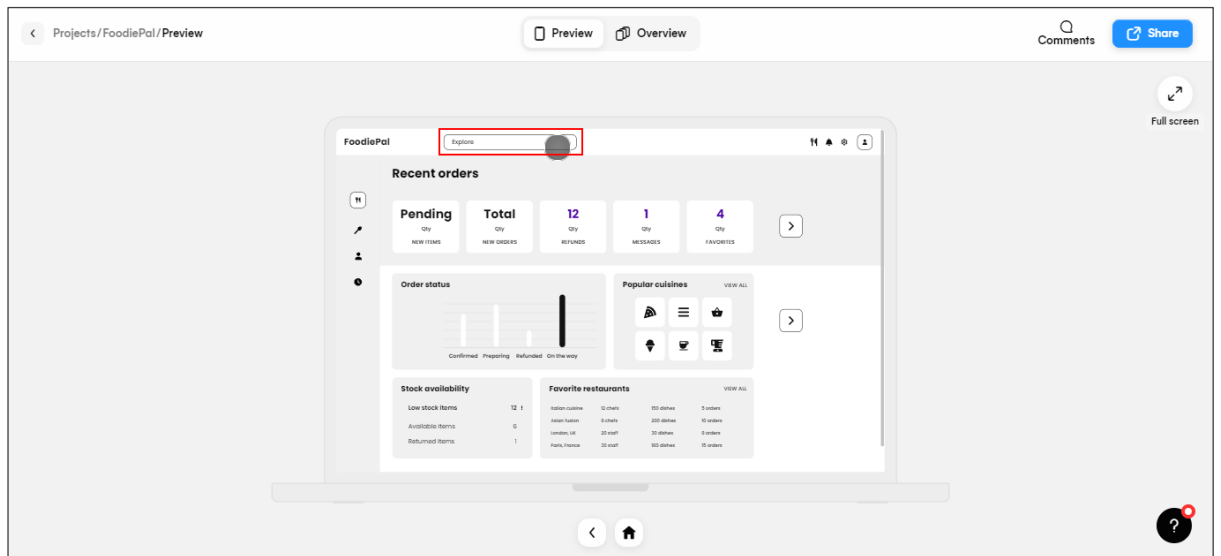 Projects/FoodiePal/Preview
Preview
Overview
Comments
Share
Full screen
FoodiePal
Explore
Recent orders
Pending
Qty
NEW ITEMS
Total
Qty
NEW ORDERS
12
Qty
REFUNDS
1
Qty
MESSAGES
4
Qty
FAVORITES
Order status
Confirmed Preparing Refunded On the way
Popular cuisines VIEW ALL
Stock availability
Low stock items 12 !
Available items 6
Returned items 1
Favorite restaurants VIEW ALL
Italian cuisine 12 chefs 150 dishes 5 orders
Asian fusion 6 chefs 200 dishes 10 orders
London, UK 20 staff 30 dishes 0 orders
Paris, France 30 staff 160 dishes 15 orders
?